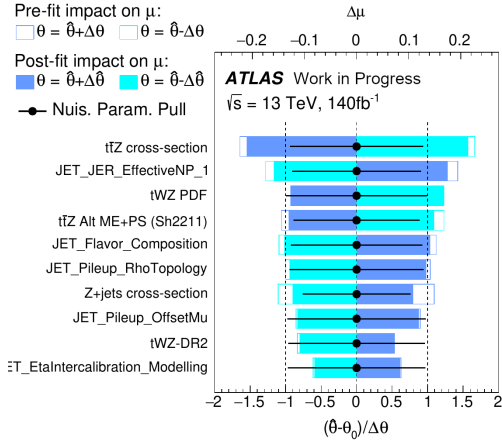 Pre-fit impact on μ:
θ = θ̂+Δθ θ = θ̂-Δθ
Post-fit impact on μ:
θ = θ̂+Δθ̂ θ = θ̂-Δθ̂
Nuis. Param. Pull
Δμ
−0.2 −0.1 0 0.1 0.2
ATLAS Work in Progress
√s = 13 TeV, 140fb⁻¹
tt̄Z cross-section
JET_JER_EffectiveNP_1
tWZ PDF
tt̄Z Alt ME+PS (Sh2211)
JET_Flavor_Composition
JET_Pileup_RhoTopology
Z+jets cross-section
JET_Pileup_OffsetMu
tWZ-DR2
ET_EtaIntercalibration_Modelling
−2 −1.5 −1 −0.5 0 0.5 1 1.5 2
(θ̂-θ₀)/Δθ